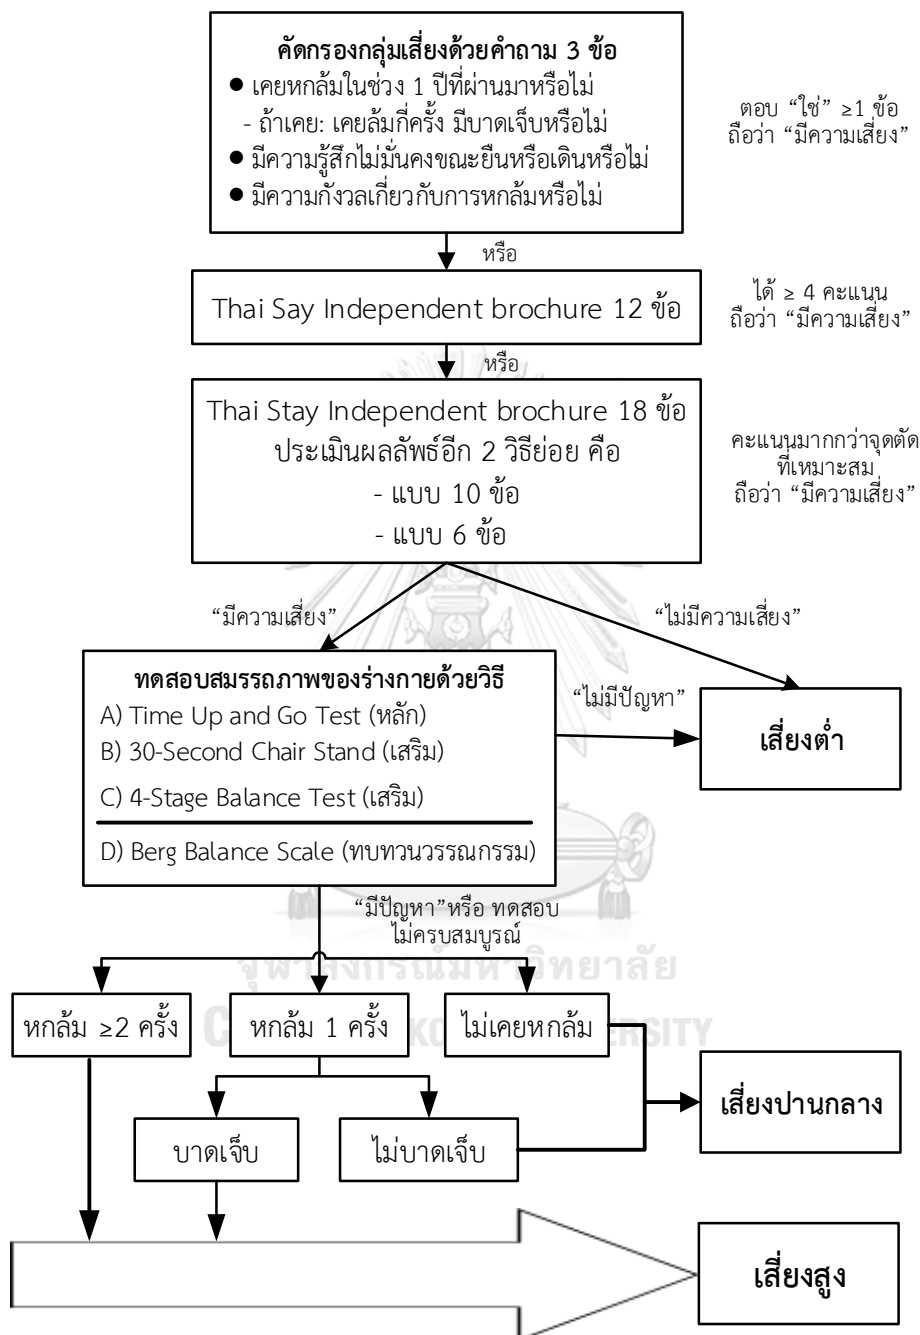 คัดกรองกลุ่มเสี่ยงด้วยคำถาม 3 ข้อ
● เคยหกล้มในช่วง 1 ปีที่ผ่านมาหรือไม่
- ถ้าเคย: เคยล้มกี่ครั้ง มีบาดเจ็บหรือไม่
● มีความรู้สึกไม่มั่นคงขณะยืนหรือเดินหรือไม่
● มีความกังวลเกี่ยวกับการหกล้มหรือไม่
ตอบ “ใช่” ≥1 ข้อ
ถือว่า “มีความเสี่ยง”
หรือ
Thai Say Independent brochure 12 ข้อ
ได้ ≥ 4 คะแนน
ถือว่า “มีความเสี่ยง”
หรือ
Thai Stay Independent brochure 18 ข้อ
ประเมินผลลัพธ์อีก 2 วิธีย่อย คือ
- แบบ 10 ข้อ
- แบบ 6 ข้อ
คะแนนมากกว่าจุดตัด
ที่เหมาะสม
ถือว่า “มีความเสี่ยง”
“มีความเสี่ยง”
“ไม่มีความเสี่ยง”
ทดสอบสมรรถภาพของร่างกายด้วยวิธี
A) Time Up and Go Test (หลัก)
B) 30-Second Chair Stand (เสริม)
C) 4-Stage Balance Test (เสริม)
D) Berg Balance Scale (ทบทวนวรรณกรรม)
“ไม่มีปัญหา”
เสี่ยงต่ำ
“มีปัญหา”หรือ ทดสอบ
ไม่ครบสมบูรณ์
จุฬาลงกรณ์มหาวิทยาลัย
หกล้ม ≥2 ครั้ง
หกล้ม 1 ครั้ง
ไม่เคยหกล้ม
เสี่ยงปานกลาง
บาดเจ็บ
ไม่บาดเจ็บ
เสี่ยงสูง